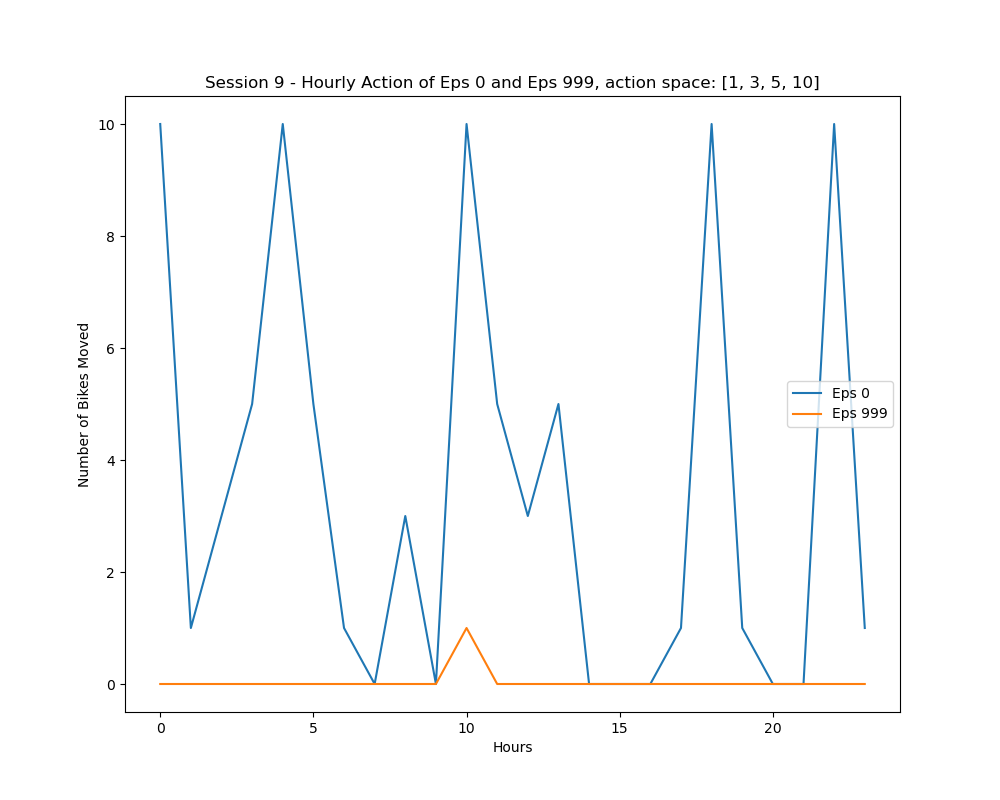 Session 9 - Hourly Action of Eps 0 and Eps 999, action space: [1, 3, 5, 10]
10
8
6
4
2
0
Number of Bikes Moved
Eps 0
Eps 999
0 5 10 15 20
Hours